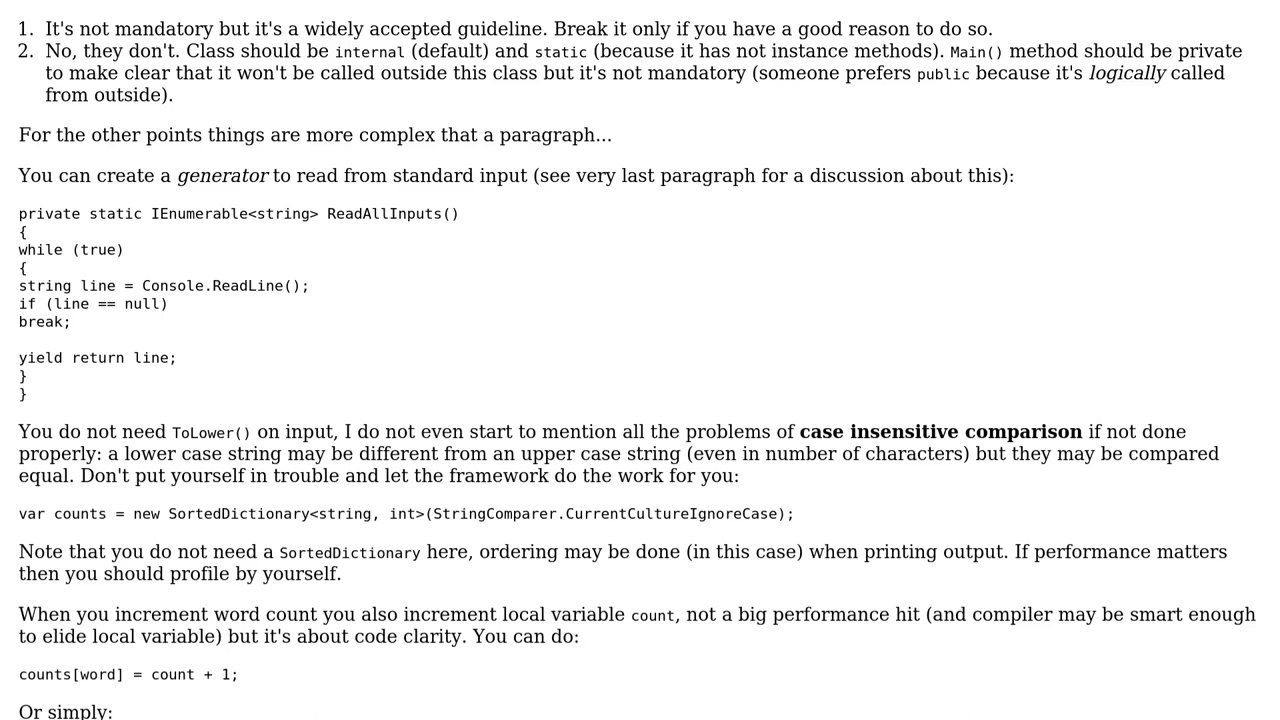 1. It's not mandatory but it's a widely accepted guideline. Break it only if you have a good reason to do so.
2. No, they don't. Class should be internal (default) and static (because it has not instance methods). Main() method should be private
to make clear that it won't be called outside this class but it's not mandatory (someone prefers public because it's logically called
from outside).
For the other points things are more complex that a paragraph...
You can create a generator to read from standard input (see very last paragraph for a discussion about this):
private static IEnumerable<string> ReadAllInputs()
{
while (true)
{
string line = Console.ReadLine();
if (line == null)
break;
yield return line;
}
}
You do not need ToLower() on input, I do not even start to mention all the problems of case insensitive comparison if not done
properly: a lower case string may be different from an upper case string (even in number of characters) but they may be compared
equal. Don't put yourself in trouble and let the framework do the work for you:
var counts = new SortedDictionary<string, int>(StringComparer.CurrentCultureIgnoreCase);
Note that you do not need a SortedDictionary here, ordering may be done (in this case) when printing output. If performance matters
then you should profile by yourself.
When you increment word count you also increment local variable count, not a big performance hit (and compiler may be smart enough
to elide local variable) but it's about code clarity. You can do:
counts[word] = count + 1;
Or simply: